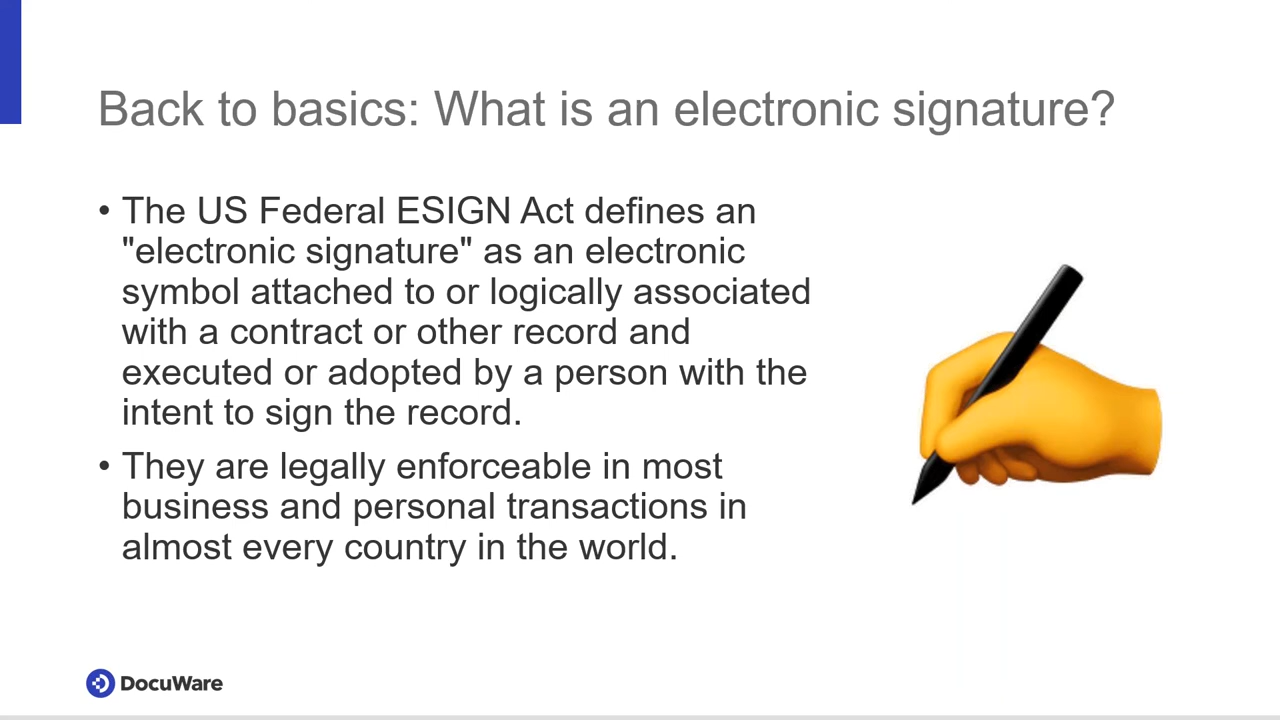 Back to basics: What is an electronic signature?
• The US Federal ESIGN Act defines an
"electronic signature" as an electronic
symbol attached to or logically associated
with a contract or other record and
executed or adopted by a person with the
intent to sign the record.
• They are legally enforceable in most
business and personal transactions in
almost every country in the world.
DocuWare